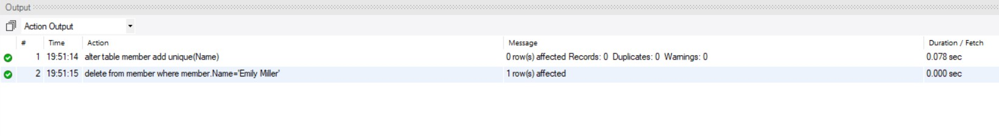 Output
Action Output
# Time Action Message Duration / Fetch
1 19:51:14 alter table member add unique(Name) 0 row(s) affected Records: 0 Duplicates: 0 Warnings: 0 0.078 sec
2 19:51:15 delete from member where member.Name='Emily Miller' 1 row(s) affected 0.000 sec